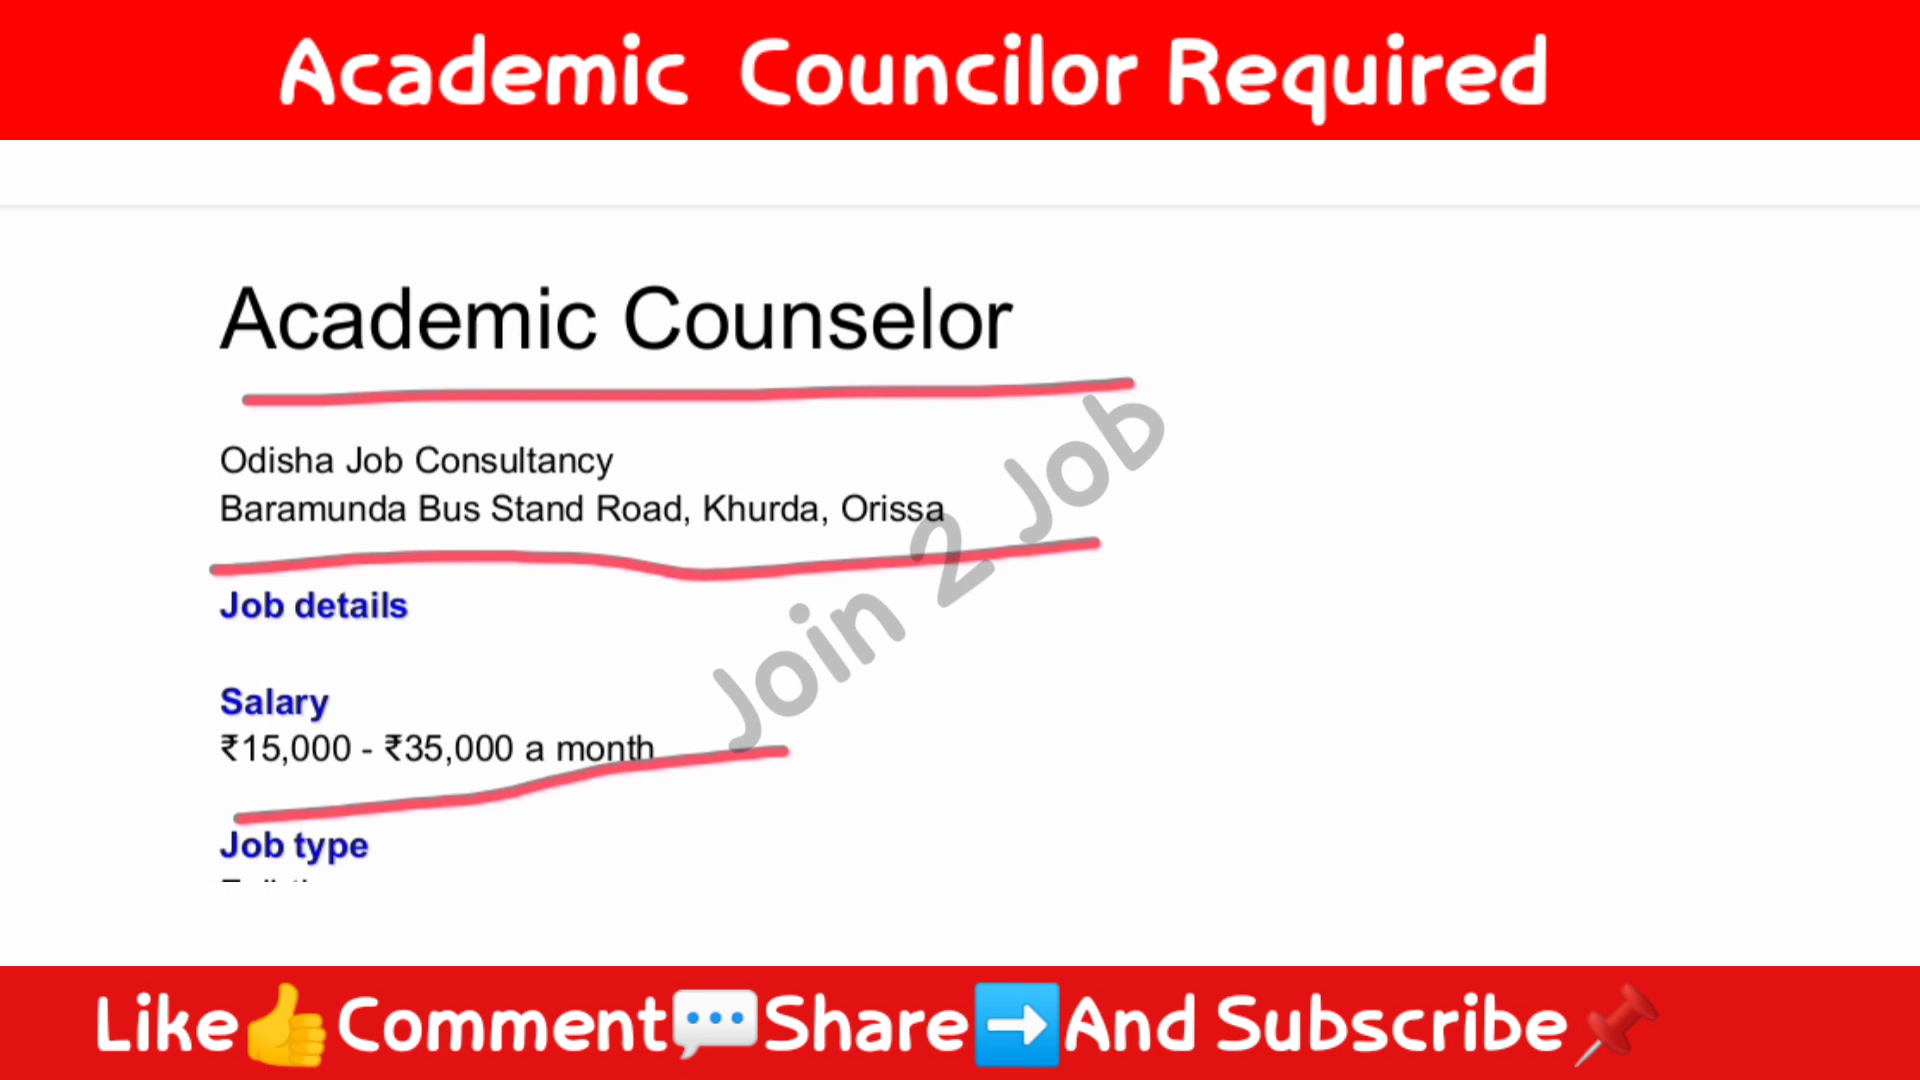 Academic Councilor Required
Academic Counselor
Odisha Job Consultancy
Baramunda Bus Stand Road, Khurda, Orissa
Job details
Salary
₹15,000 - ₹35,000 a month
Job type
Join 2 Job
Like👍Comment💬Share➡️And Subscribe📌